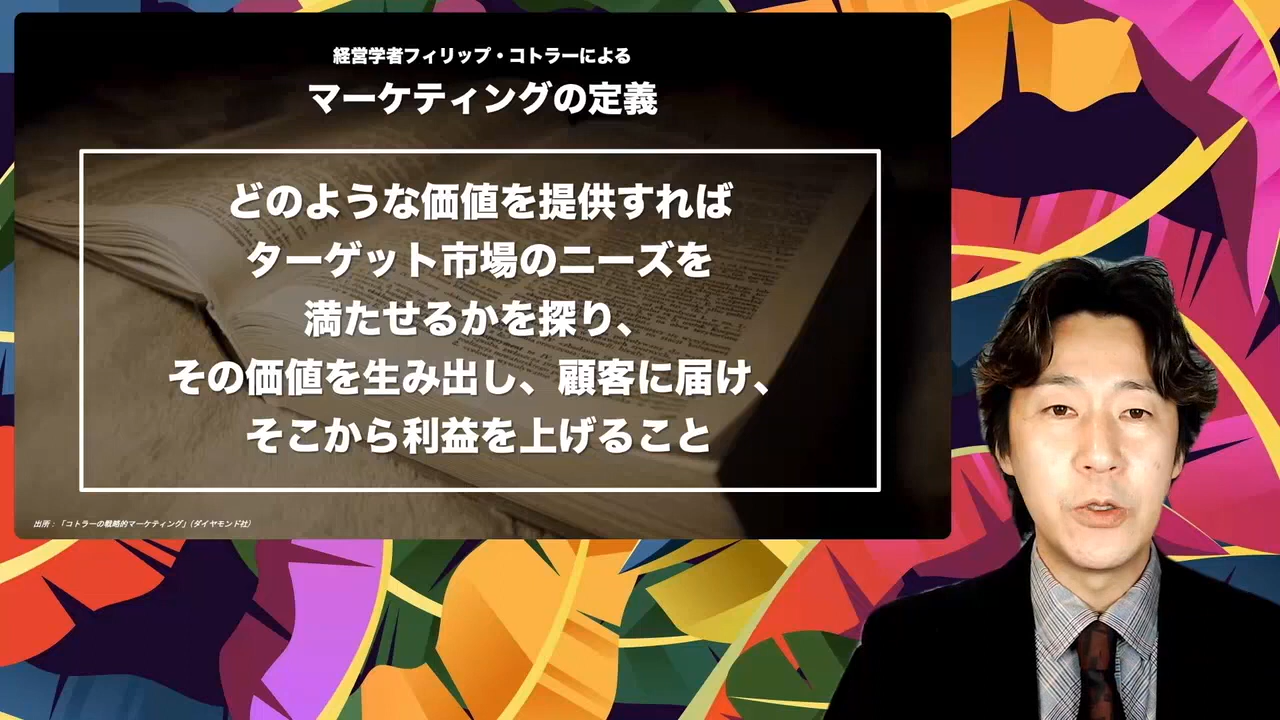 経営学者フィリップ・コトラーによる
マーケティングの定義
どのような価値を提供すれば
ターゲット市場のニーズを
満たせるかを探り、
その価値を生み出し、顧客に届け、
そこから利益を上げること
出所：「コトラーの戦略的マーケティング」（ダイヤモンド社）